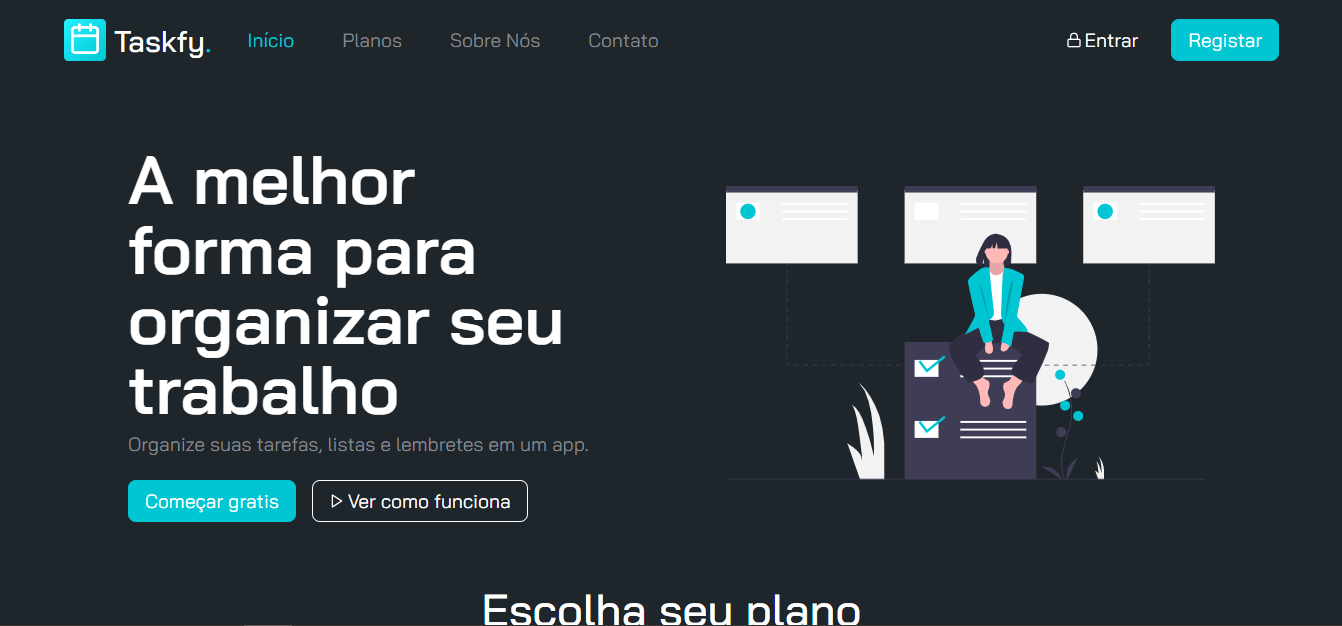 Taskfy.
Início
Planos
Sobre Nós
Contato
Entrar
Registar
A melhor
forma para
organizar seu
trabalho
Organize suas tarefas, listas e lembretes em um app.
Começar gratis
Ver como funciona
Escolha seu plano